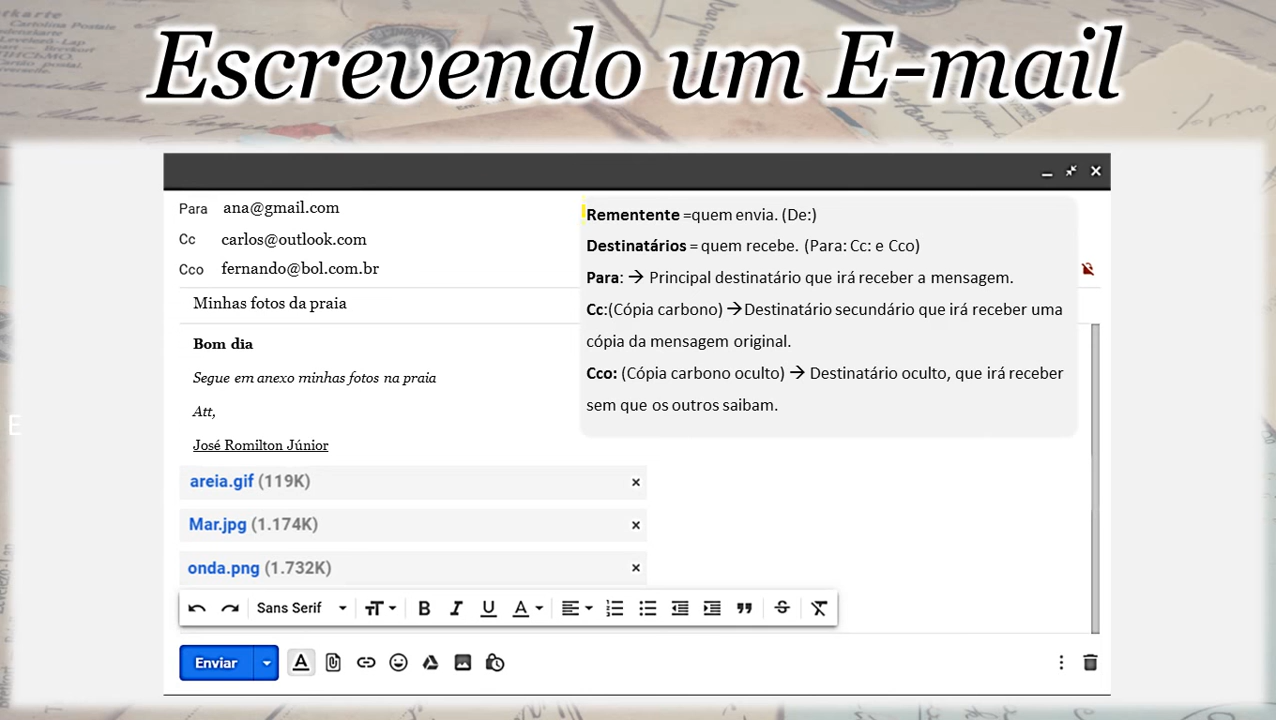 Escrevendo um E-mail
Para ana@gmail.com
Cc carlos@outlook.com
Cco fernando@bol.com.br
Minhas fotos da praia
Bom dia
Segue em anexo minhas fotos na praia
Att,
José Romilton Júnior
areia.gif (119K)
Mar.jpg (1.174K)
onda.png (1.732K)
Sans Serif
Enviar
Rementente =quem envia. (De:)
Destinatários = quem recebe. (Para: Cc: e Cco)
Para: → Principal destinatário que irá receber a mensagem.
Cc:(Cópia carbono) →Destinatário secundário que irá receber uma
cópia da mensagem original.
Cco: (Cópia carbono oculto) → Destinatário oculto, que irá receber
sem que os outros saibam.
E